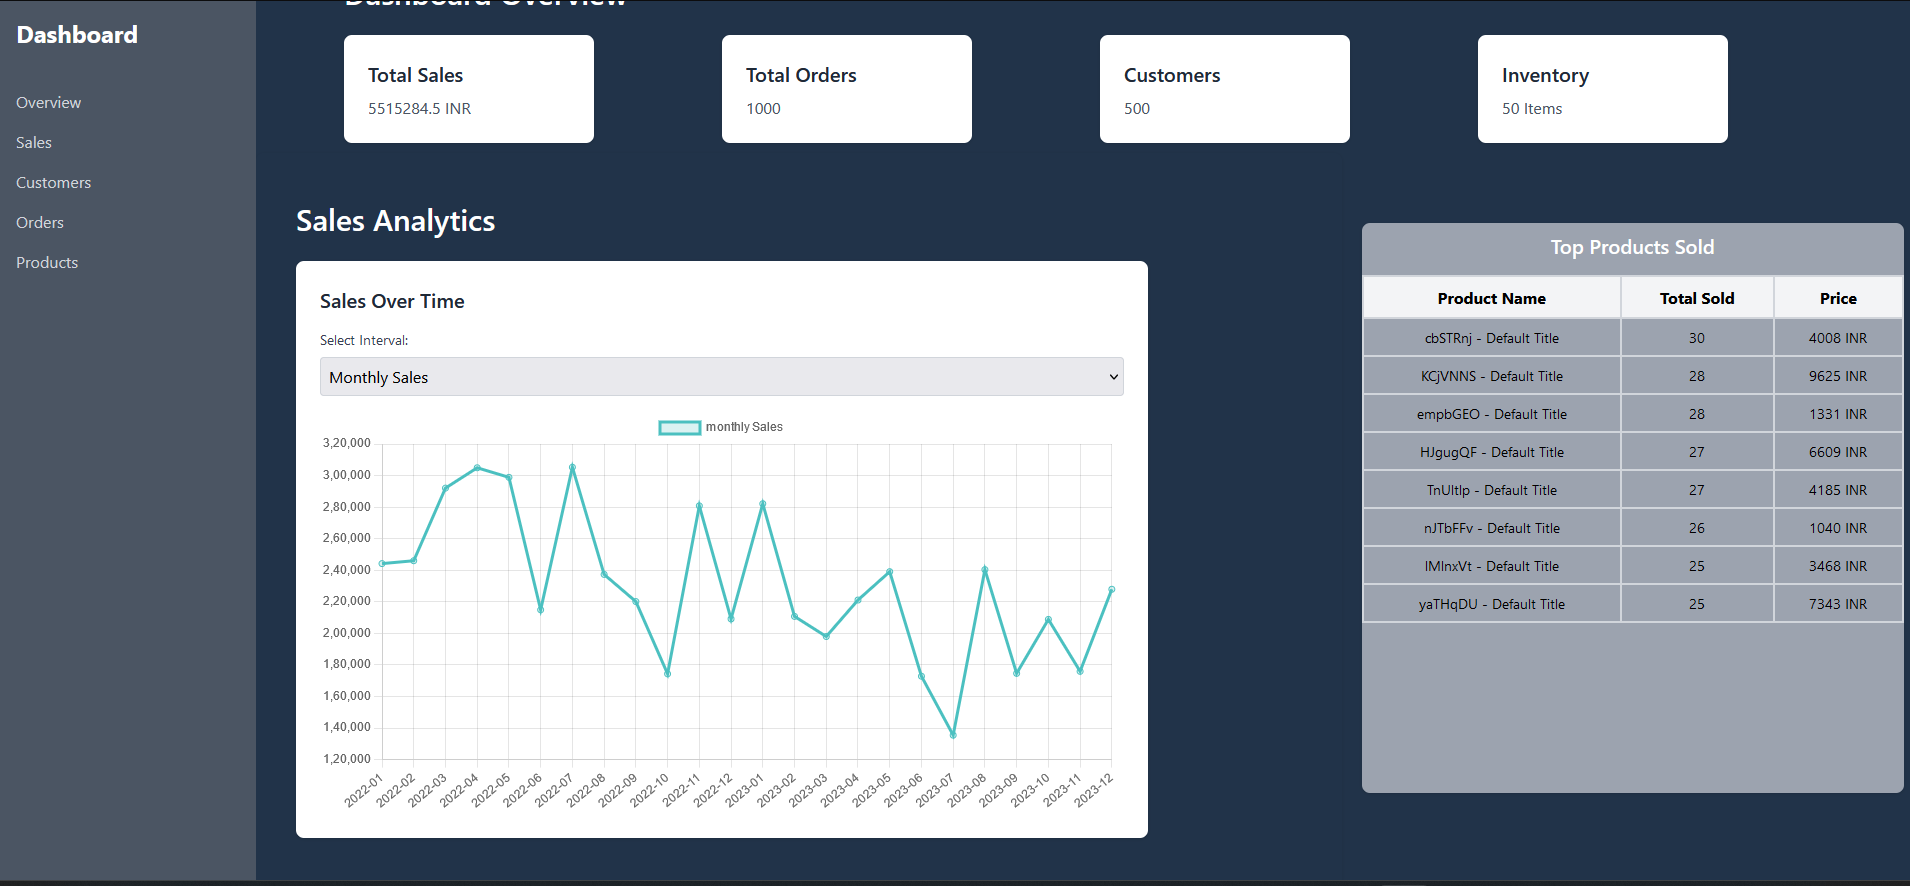 Dashboard
Overview
Sales
Customers
Orders
Products
Dashboard Overview
Total Sales
5515284.5 INR
Total Orders
1000
Customers
500
Inventory
50 Items
Sales Analytics
Sales Over Time
Select Interval:
Monthly Sales
monthly Sales
3,20,000
3,00,000
2,80,000
2,60,000
2,40,000
2,20,000
2,00,000
1,80,000
1,60,000
1,40,000
1,20,000
2022-01 2022-02 2022-03 2022-04 2022-05 2022-06 2022-07 2022-08 2022-09 2022-10 2022-11 2022-12 2023-01 2023-02 2023-03 2023-04 2023-05 2023-06 2023-07 2023-08 2023-09 2023-10 2023-11 2023-12
Top Products Sold
Product Name Total Sold Price
cbSTRnj - Default Title 30 4008 INR
KCjVNNS - Default Title 28 9625 INR
empbGEO - Default Title 28 1331 INR
HJgugQF - Default Title 27 6609 INR
- Default Title 27 4185 INR
nJTbFFv - Default Title 26 1040 INR
- Default Title 25 3468 INR
yaTHqDU - Default Title 25 7343 INR